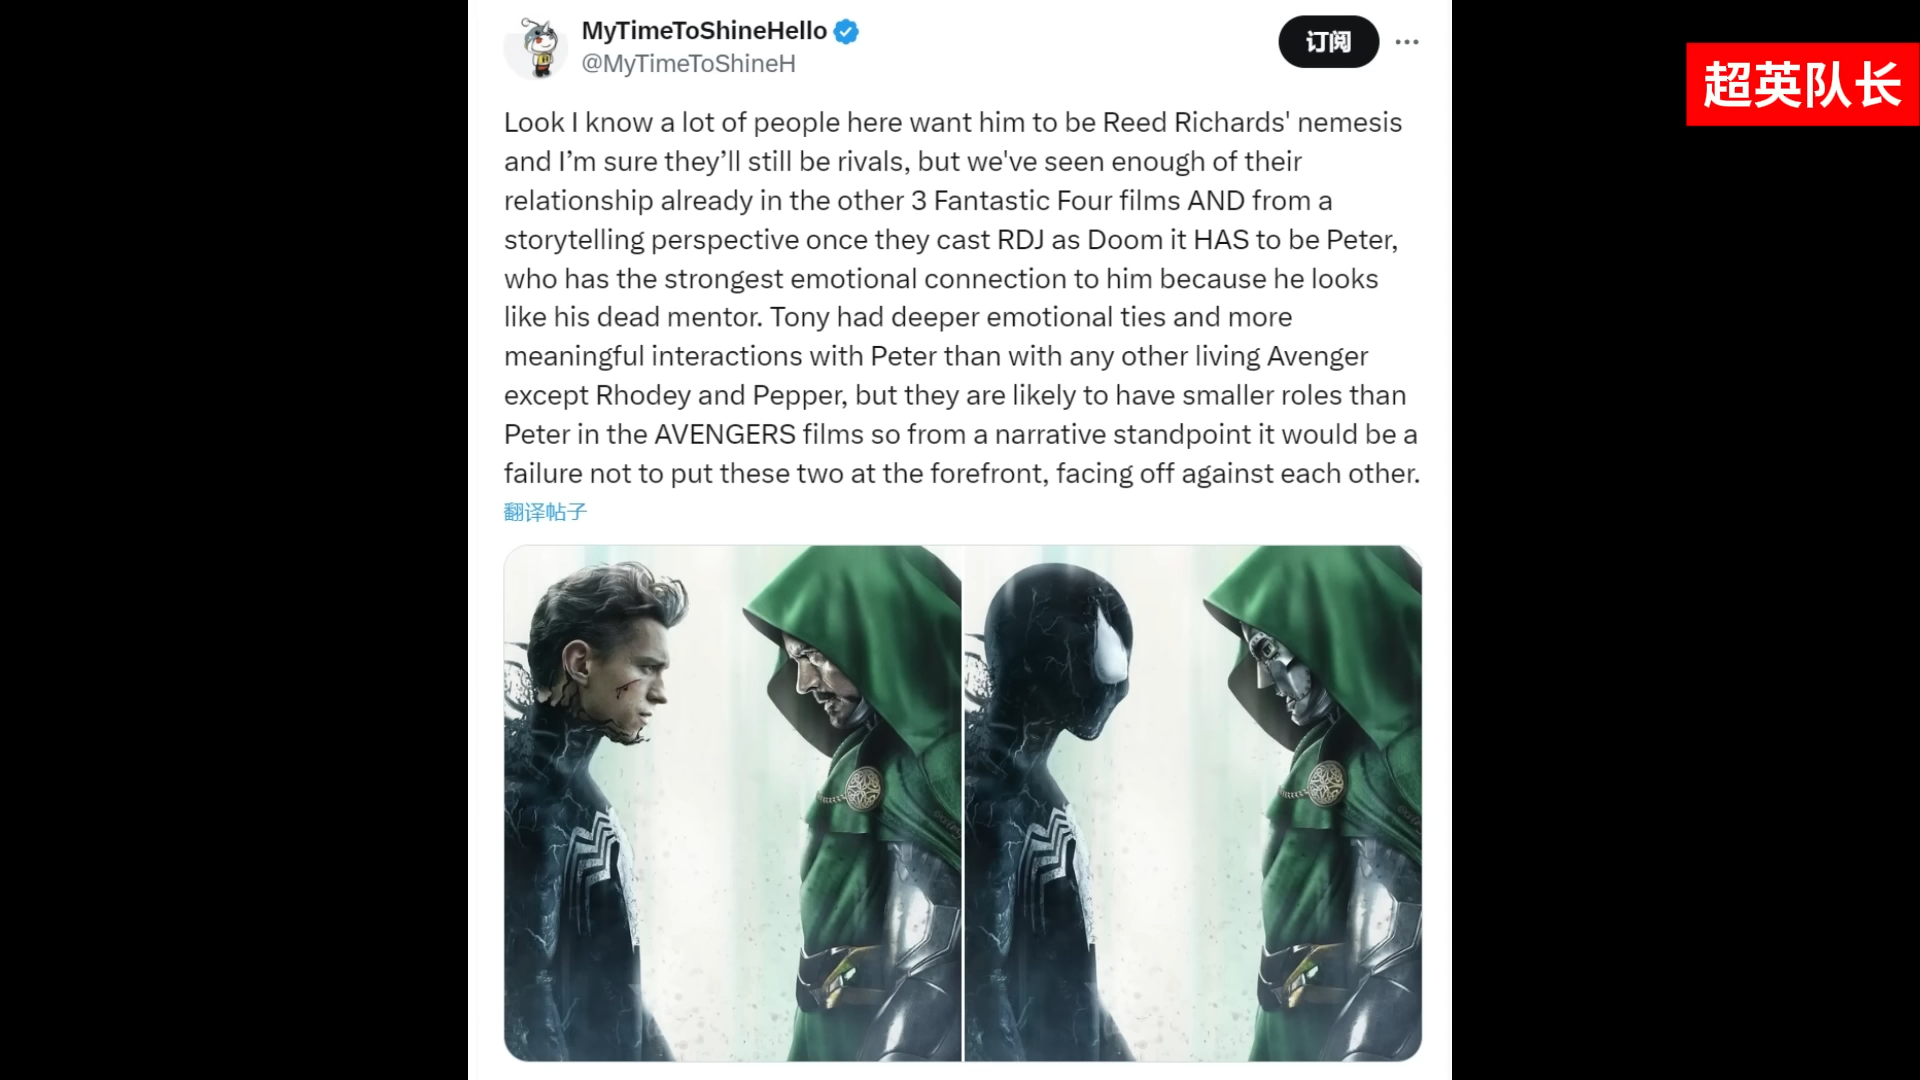 MyTimeToShineHello
@MyTimeToShineH
订阅
超英队长
Look I know a lot of people here want him to be Reed Richards' nemesis
and I’m sure they’ll still be rivals, but we've seen enough of their
relationship already in the other 3 Fantastic Four films AND from a
storytelling perspective once they cast RDJ as Doom it HAS to be Peter,
who has the strongest emotional connection to him because he looks
like his dead mentor. Tony had deeper emotional ties and more
meaningful interactions with Peter than with any other living Avenger
except Rhodey and Pepper, but they are likely to have smaller roles than
Peter in the AVENGERS films so from a narrative standpoint it would be a
failure not to put these two at the forefront, facing off against each other.
翻译帖子